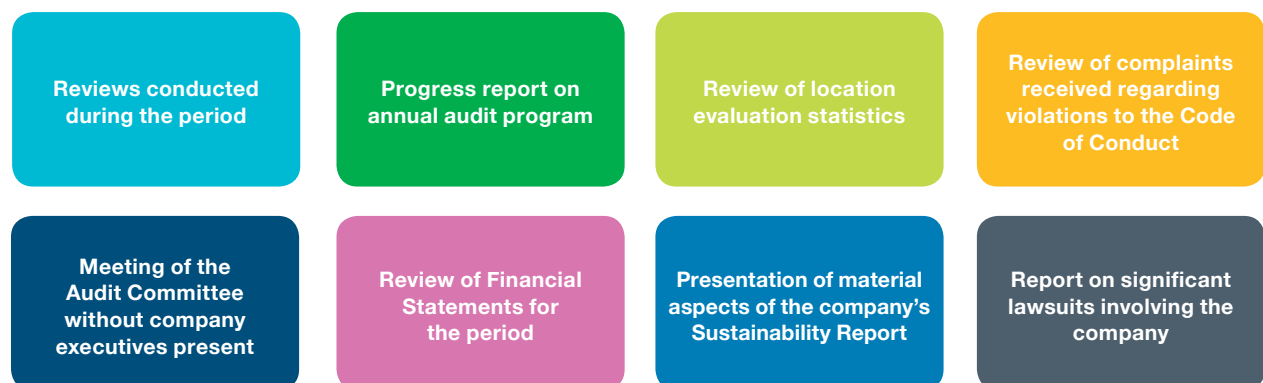 Reviews conducted
during the period
Progress report on
annual audit program
Review of location
evaluation statistics
Review of complaints
received regarding
violations to the Code
of Conduct
Meeting of the
Audit Committee
without company
executives present
Review of Financial
Statements for
the period
Presentation of material
aspects of the company’s
Sustainability Report
Report on significant
lawsuits involving the
company